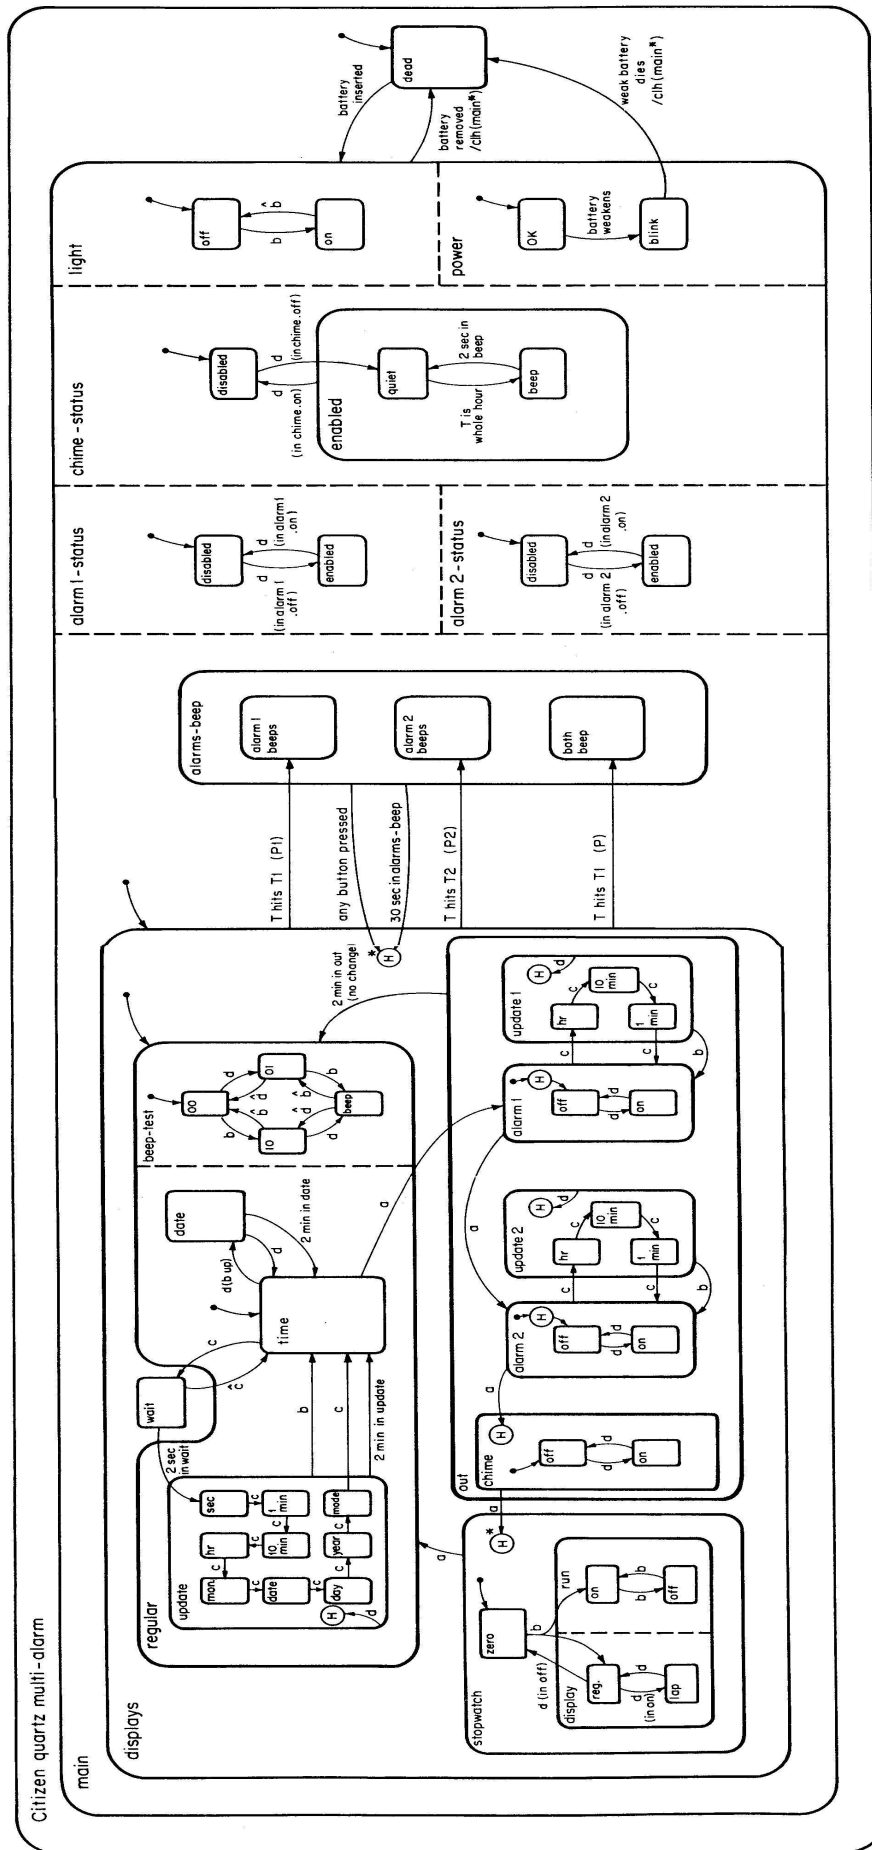 Citizen quartz multi-alarm
main
displays
regular
update
sec
c
1 min
c
10 min
c
hr
c
mon.
c
date
c
day
c
year
c
mode
H
d
2 sec in wait
wait
c
ĉ
b
c
2 min in update
time
date
d(b up)
d
2 min in date
beep-test
00
d
01
d̂
b
b̂
b
b̂
10
d̂
d
beep
a
a
2 min in out
(no change)
out
stopwatch
zero
b
d (in off)
display
reg.
d
d
(in on)
lap
run
on
b
b
off
H
*
a
chime
H
off
d
d
on
a
alarm 2
H
off
d
d
on
update 2
H
d
hr
c
10 min
c
1 min
c
c
b
a
alarm 1
H
off
d
d
on
update 1
H
d
hr
c
10 min
c
1 min
c
c
b
H
*
T hits T1 (P1)
any button pressed
30 sec in alarms-beep
T hits T2 (P2)
T hits T1 (P)
alarms-beep
alarm 1
beeps
alarm 2
beeps
both
beep
alarm 1-status
disabled
d
(in alarm 1
.off)
d
(in alarm 1
.on)
enabled
alarm 2-status
disabled
d
(in alarm 2
.off)
d
(in alarm 2
.on)
enabled
chime-status
disabled
d
(in chime.on)
d
(in chime.off)
enabled
quiet
T is
whole hour
2 sec in
beep
beep
light
off
b
b̂
on
power
OK
battery
weakens
blink
battery
inserted
battery
removed
/clh(main*)
dead
weak battery
dies
/clh(main*)